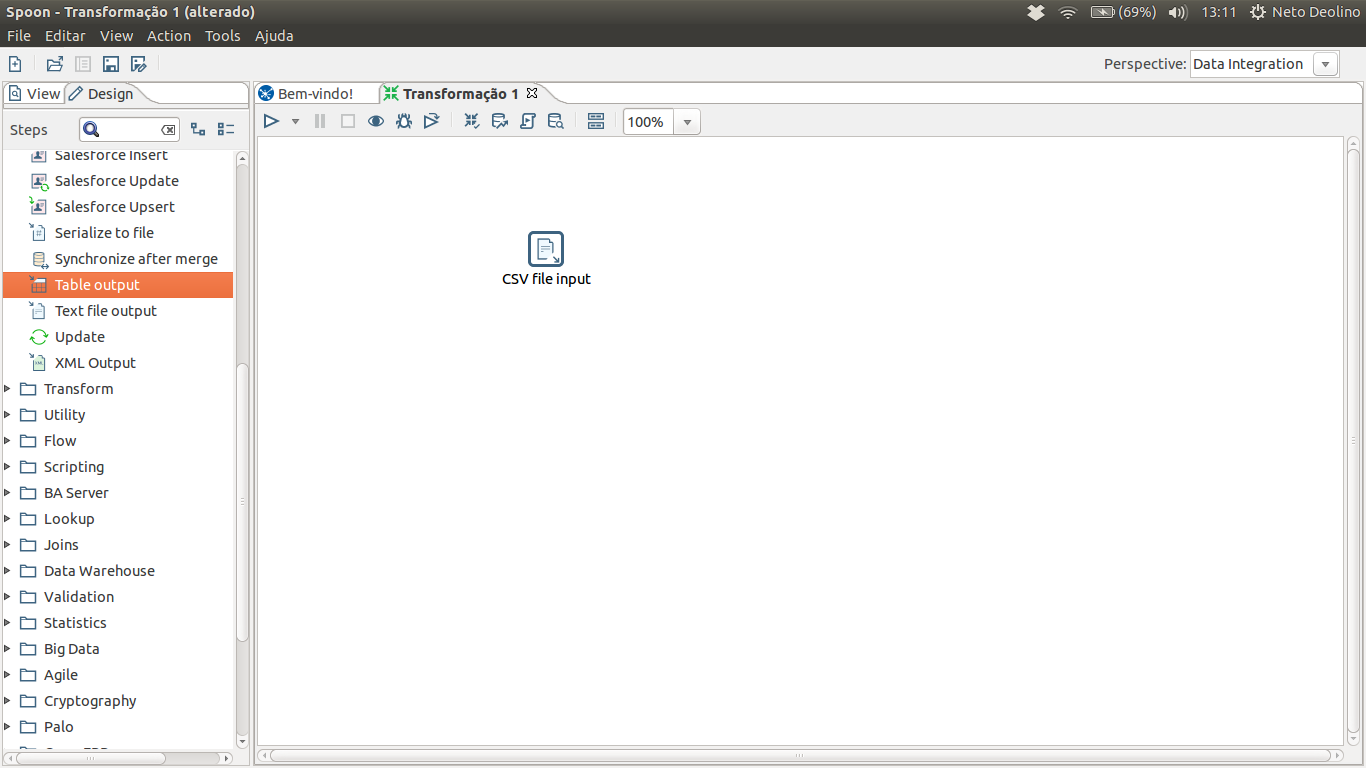 Spoon - Transformação 1 (alterado)
(69%) 13:11 Neto Deolino
File Editar View Action Tools Ajuda
Perspective: Data Integration
View Design
Bem-vindo! Transformação 1
Steps
100%
Salesforce Insert
Salesforce Update
Salesforce Upsert
Serialize to file
Synchronize after merge
Table output
Text file output
Update
XML Output
Transform
Utility
Flow
Scripting
BA Server
Lookup
Joins
Data Warehouse
Validation
Statistics
Big Data
Agile
Cryptography
Palo
CSV file input